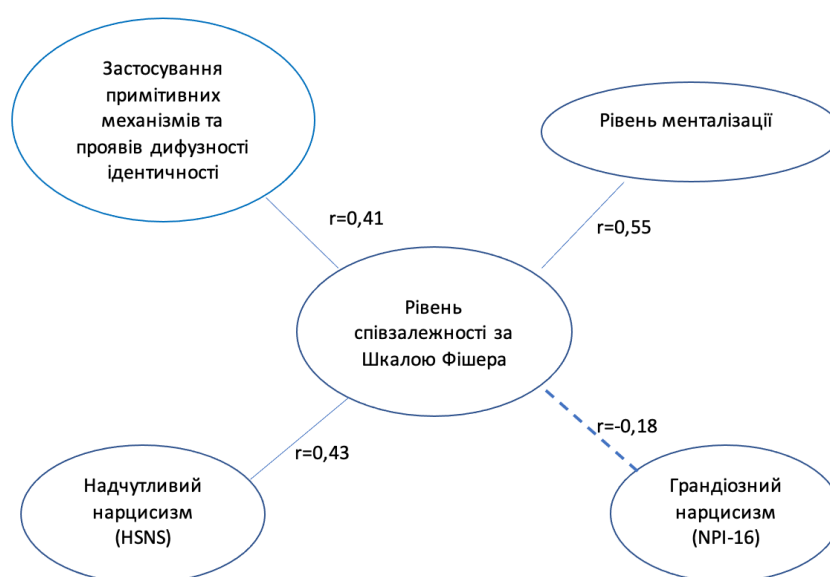 Застосування
примітивних
механізмів та
проявів дифузності
ідентичності
Рівень менталізації
r=0,41
r=0,55
Рівень
співзалежності за
Шкалою Фішера
r=0,43
r=-0,18
Надчутливий
нарцисизм
(HSNS)
Грандіозний
нарцисизм
(NPI-16)